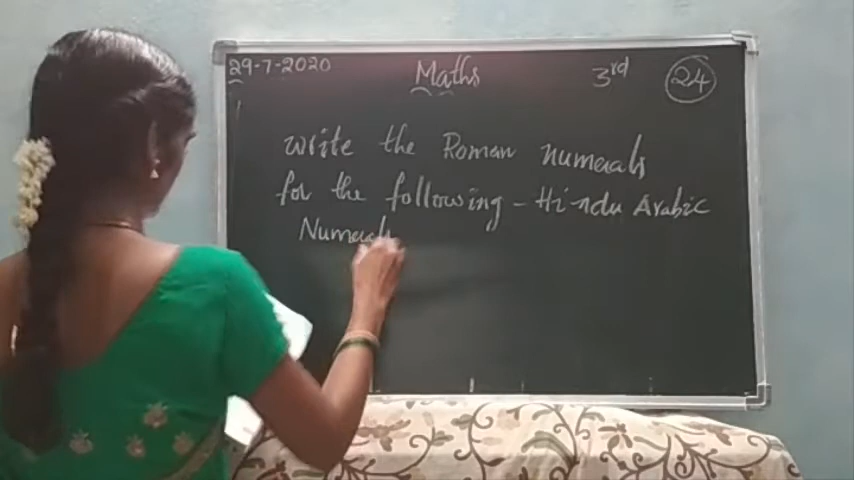 29-7-2020 Maths 3rd 24
write the Roman numerals
for the following - Hindu Arabic
Numerals